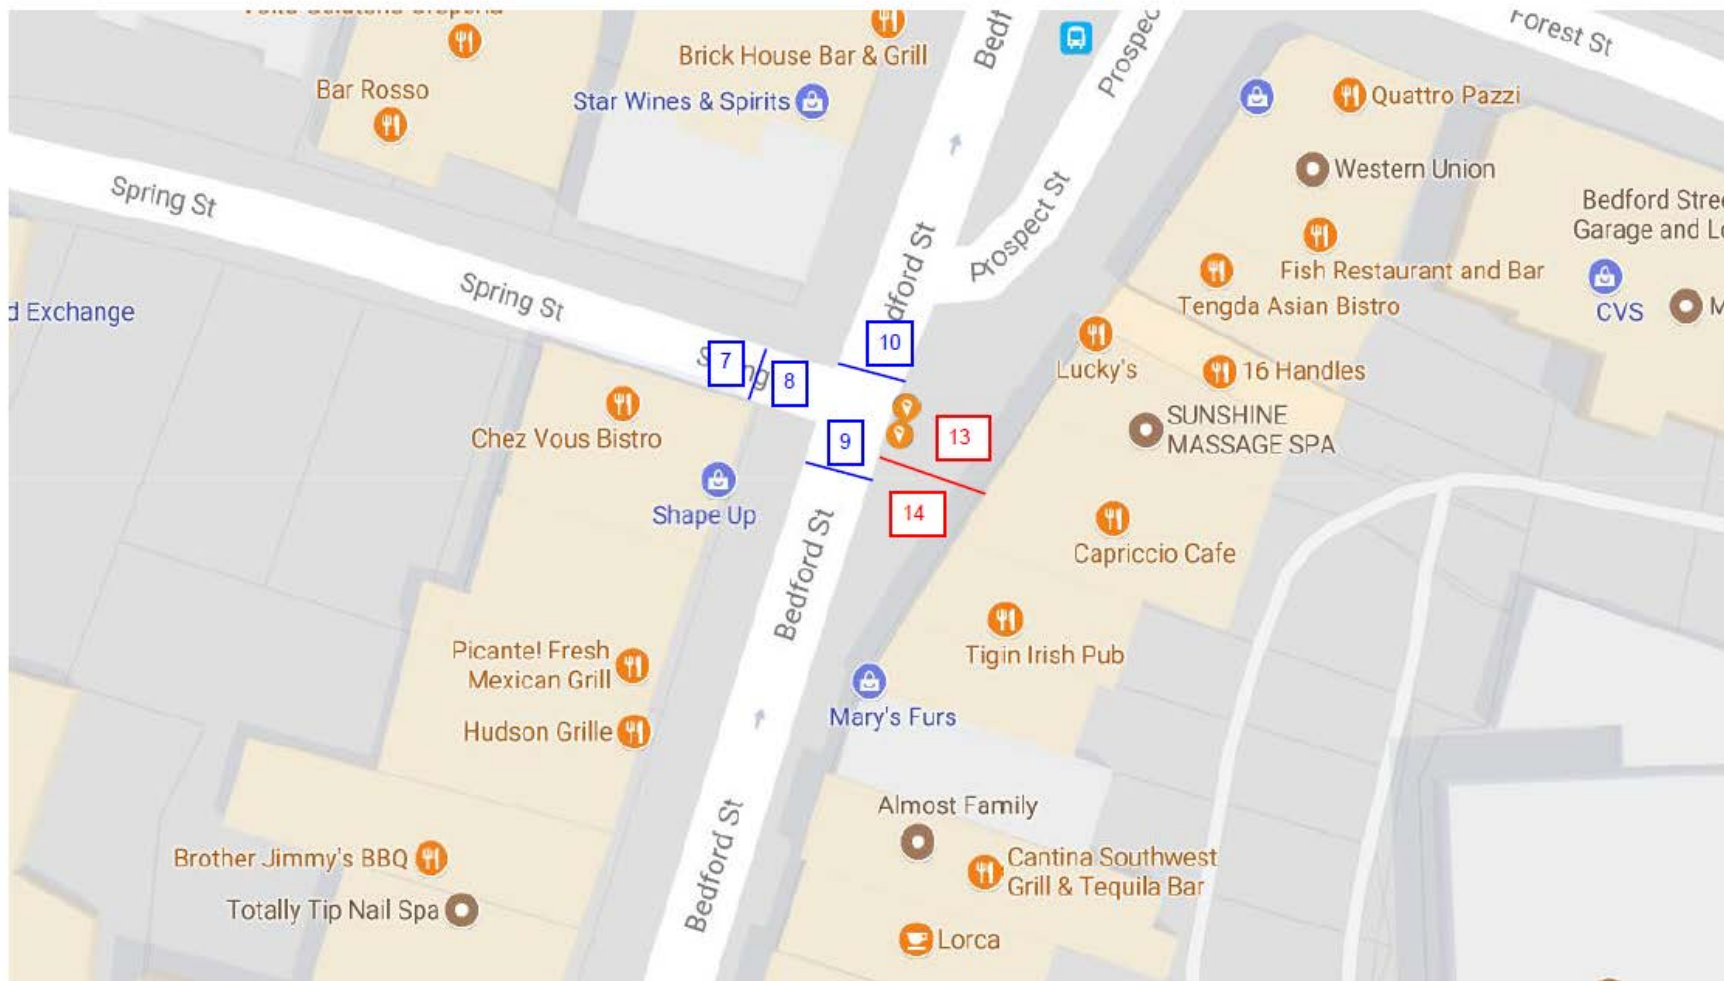 Brick House Bar & Grill
Star Wines & Spirits
Bar Rosso
Bedf
Prospec
Forest St
Quattro Pazzi
Western Union
Bedford Stree
Garage and Lo
Fish Restaurant and Bar
Tengda Asian Bistro
CVS
M
Spring St
Spring St
Prospect St
dford St
d Exchange
7
8
10
9
13
14
Lucky's
16 Handles
SUNSHINE
MASSAGE SPA
Chez Vous Bistro
Shape Up
Bedford St
Capriccio Cafe
Picante! Fresh
Mexican Grill
Tigin Irish Pub
Hudson Grille
Mary's Furs
Almost Family
Bedford St
Brother Jimmy's BBQ
Cantina Southwest
Grill & Tequila Bar
Totally Tip Nail Spa
Lorca